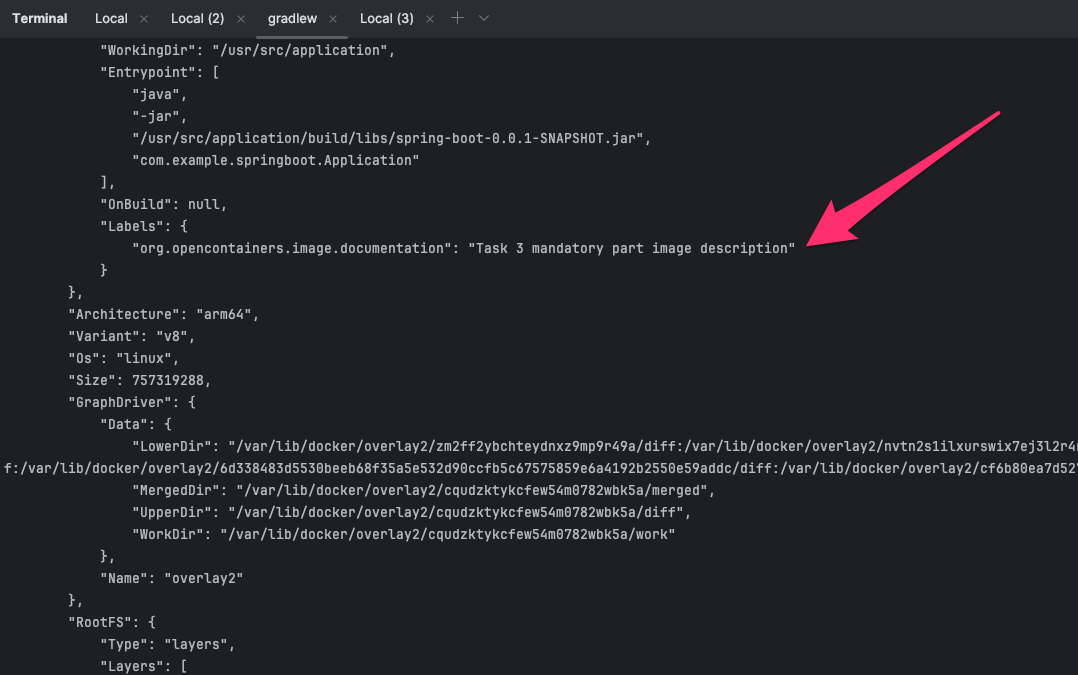 Terminal Local × Local (2) × gradlew × Local (3) ×
"WorkingDir": "/usr/src/application",
"Entrypoint": [
"java",
"-jar",
"/usr/src/application/build/libs/spring-boot-0.0.1-SNAPSHOT.jar",
"com.example.springboot.Application"
],
"OnBuild": null,
"Labels": {
"org.opencontainers.image.documentation": "Task 3 mandatory part image description"
}
},
"Architecture": "arm64",
"Variant": "v8",
"Os": "linux",
"Size": 757319288,
"GraphDriver": {
"Data": {
"LowerDir": "/var/lib/docker/overlay2/zm2ff2ybchteydnxz9mp9r49a/diff:/var/lib/docker/overlay2/nvtn2s1ilxurswix7ej3l2r4
f:/var/lib/docker/overlay2/6d338483d5530beeb68f35a5e532d90ccfb5c67575859e6a4192b2550e59addc/diff:/var/lib/docker/overlay2/cf6b80ea7d52
"MergedDir": "/var/lib/docker/overlay2/cqudzktykcfew54m0782wbk5a/merged",
"UpperDir": "/var/lib/docker/overlay2/cqudzktykcfew54m0782wbk5a/diff",
"WorkDir": "/var/lib/docker/overlay2/cqudzktykcfew54m0782wbk5a/work"
},
"Name": "overlay2"
},
"RootFS": {
"Type": "layers",
"Layers": [